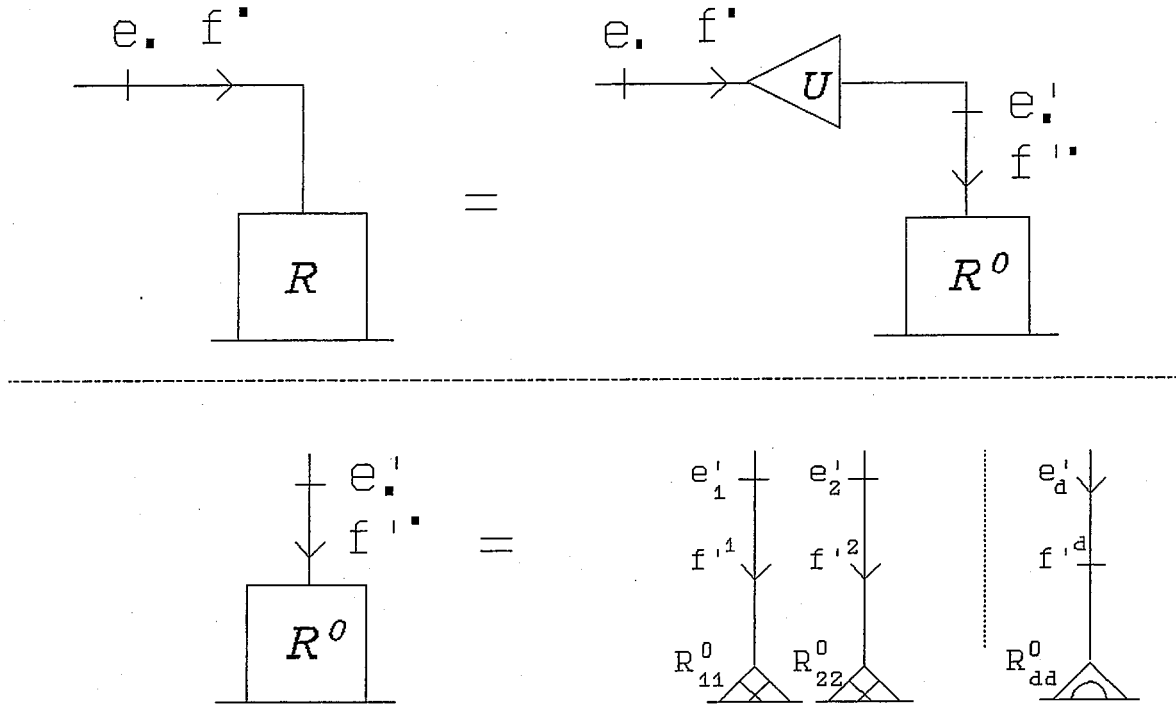 e. f˙ e. f˙
U
e.'
f'˙
=
R R⁰
e.'
f'˙
=
e'₁ e'₂ e'd
f'¹ f'² f'ᵈ
R⁰
R⁰₁₁ R⁰₂₂ R⁰dd